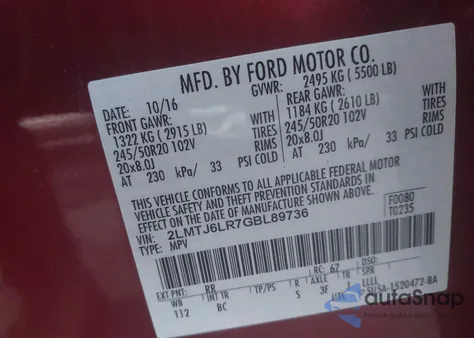 MFD. BY FORD MOTOR CO.
DATE: 10/16 GVWR: 2495 KG ( 5500 LB)
FRONT GAWR: REAR GAWR:
1322 KG ( 2915 LB) WITH 1184 KG ( 2610 LB) WITH
245/50R20 102V TIRES 245/50R20 102V TIRES
20x8.0J RIMS 20x8.0J RIMS
AT 230 kPa/ 33 PSI COLD AT 230 kPa/ 33 PSI COLD
THIS VEHICLE CONFORMS TO ALL APPLICABLE FEDERAL MOTOR
VEHICLE SAFETY AND THEFT PREVENTION STANDARDS IN
EFFECT ON THE DATE OF MANUFACTURE SHOWN ABOVE.
VIN: 2LMTJ6LR7GBL89736 F0080
TYPE: MPV T0235
EXT PNT: RR RC: 67 DSO:
WB INT TR TP/PS R AXLE TR SPR
112 BC S 3F LLLL
autoSnap